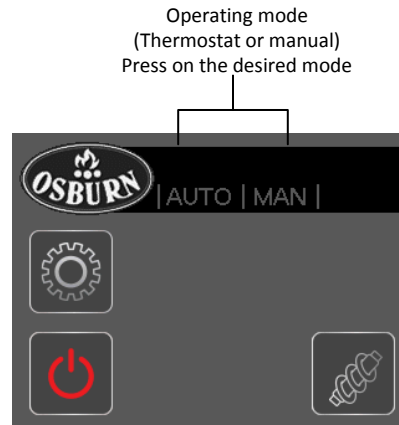 Operating mode
(Thermostat or manual)
Press on the desired mode
OSBURN
|AUTO | MAN |